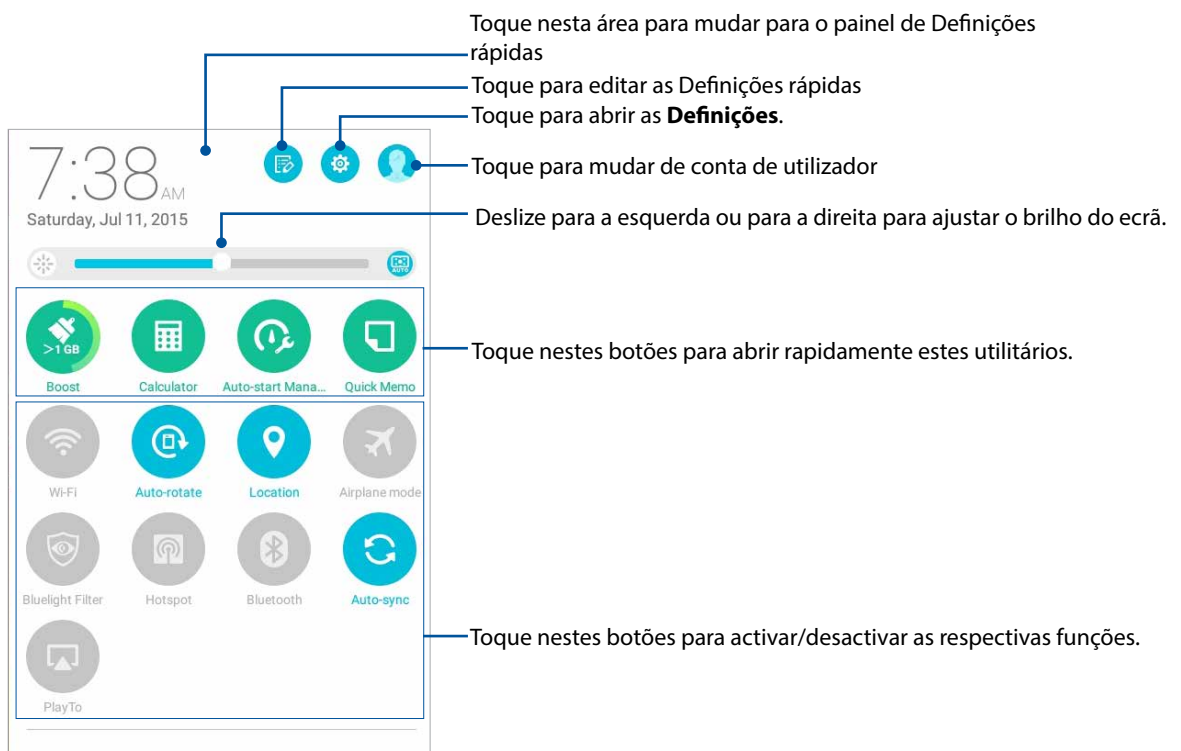 Toque nesta área para mudar para o painel de Definições
rápidas
Toque para editar as Definições rápidas
Toque para abrir as Definições.
7:38 AM
Toque para mudar de conta de utilizador
Saturday, Jul 11, 2015
Deslize para a esquerda ou para a direita para ajustar o brilho do ecrã.
AUTO
>1 GB
Toque nestes botões para abrir rapidamente estes utilitários.
Boost Calculator Auto-start Mana... Quick Memo
Wi-Fi Auto-rotate Location Airplane mode
Bluelight Filter Hotspot Bluetooth Auto-sync
Toque nestes botões para activar/desactivar as respectivas funções.
PlayTo